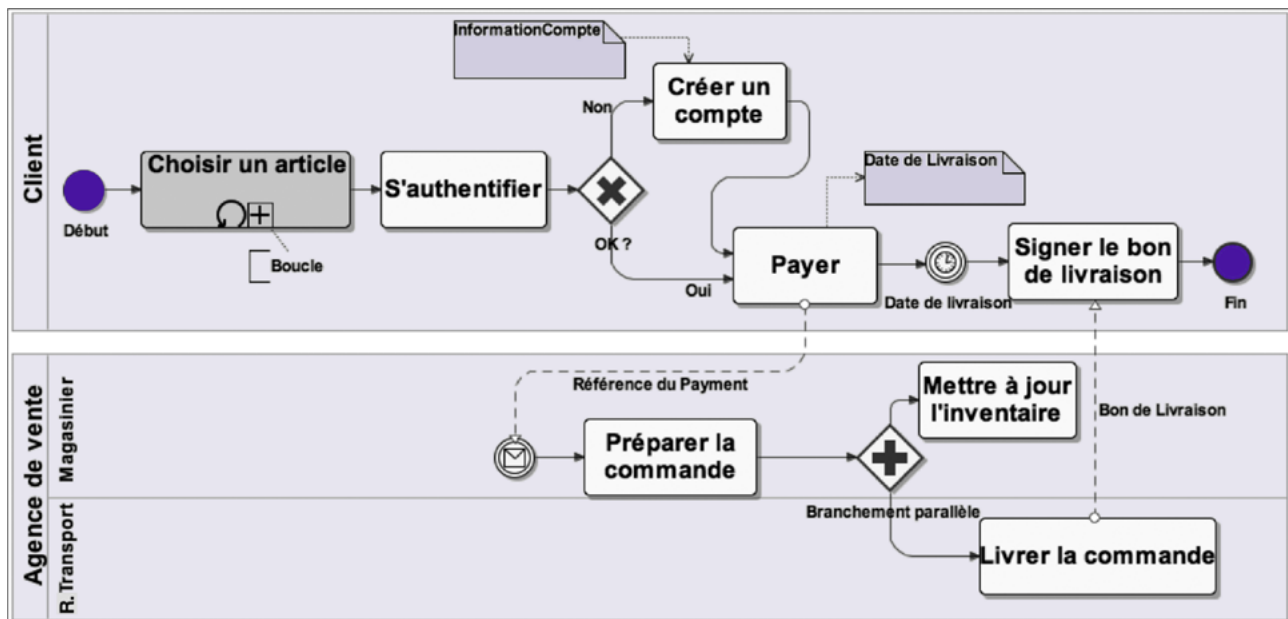 Client
InformationCompte
Créer un
compte
Non
Choisir un article
S'authentifier
Date de Livraison
Début
Boucle
OK ?
Oui
Payer
Date de livraison
Signer le bon
de livraison
Fin
Agence de vente
Magasinier
Référence du Payment
Préparer la
commande
Mettre à jour
l'inventaire
Bon de Livraison
Branchement parallèle
R. Transport
Livrer la commande